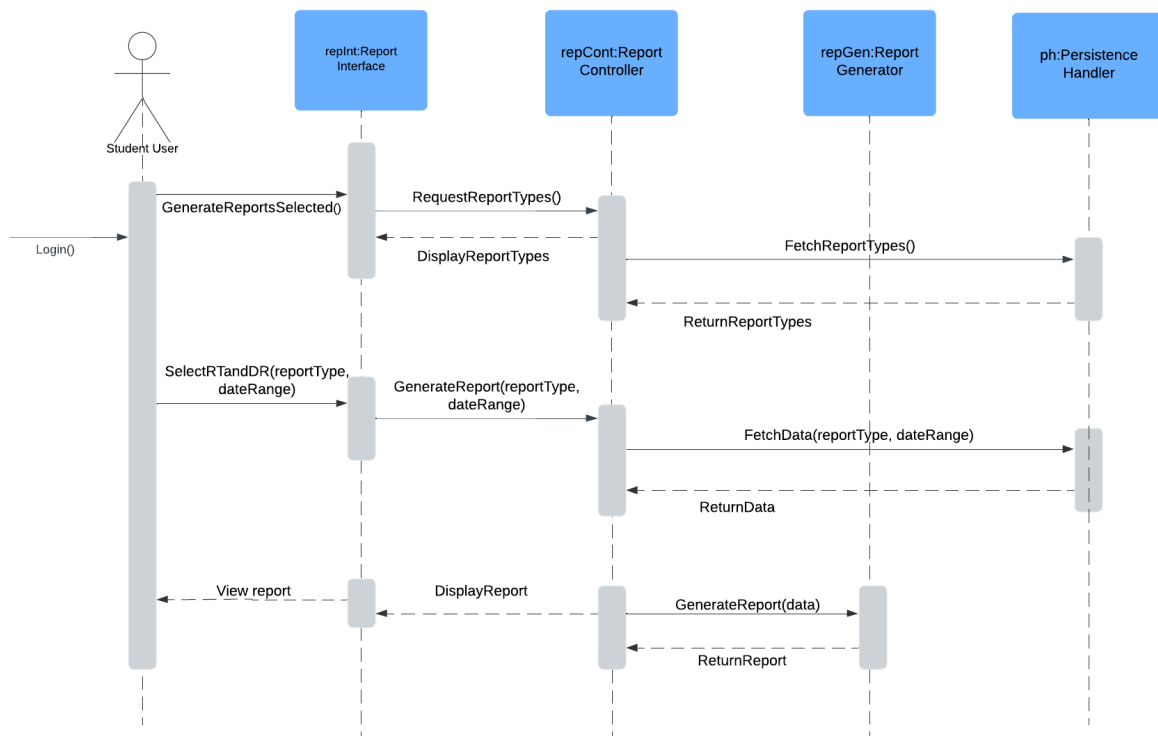 repInt:Report
Interface
repCont:Report
Controller
repGen:Report
Generator
ph:Persistence
Handler
Student User
GenerateReportsSelected()
RequestReportTypes()
Login()
DisplayReportTypes
FetchReportTypes()
ReturnReportTypes
SelectRTandDR(reportType,
dateRange)
GenerateReport(reportType,
dateRange)
FetchData(reportType, dateRange)
ReturnData
View report
DisplayReport
GenerateReport(data)
ReturnReport